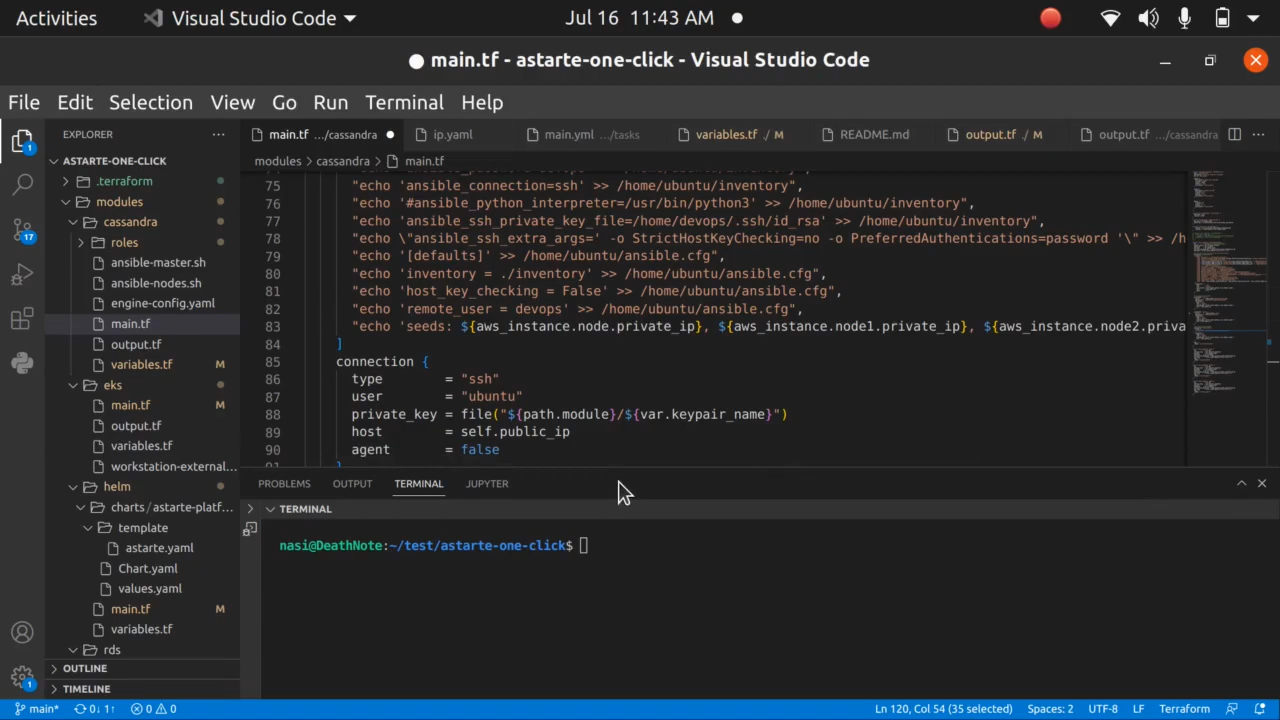 Activities
Visual Studio Code
Jul 16 11:43 AM
main.tf - astarte-one-click - Visual Studio Code
File Edit Selection View Go Run Terminal Help
EXPLORER
ASTARTE-ONE-CLICK
.terraform
modules
cassandra
roles
ansible-master.sh
ansible-nodes.sh
engine-config.yaml
main.tf
output.tf
variables.tf M
eks
main.tf
output.tf
variables.tf
workstation-external...
helm
charts/astarte-platf...
template
astarte.yaml
Chart.yaml
values.yaml
main.tf M
variables.tf
rds
OUTLINE
TIMELINE
main.tf .../cassandra
ip.yaml
main.yml .../tasks
variables.tf ./ M
README.md
output.tf ./ M
output.tf .../cassandra
modules cassandra main.tf
75 "echo 'ansible_connection=ssh' >> /home/ubuntu/inventory",
76 "echo '#ansible_python_interpreter=/usr/bin/python3' >> /home/ubuntu/inventory",
77 "echo 'ansible_ssh_private_key_file=/home/devops/.ssh/id_rsa' >> /home/ubuntu/inventory",
78 "echo \"ansible_ssh_extra_args=' -o StrictHostKeyChecking=no -o PreferredAuthentications=password '\" >> /h
79 "echo '[defaults]' >> /home/ubuntu/ansible.cfg",
80 "echo 'inventory = ./inventory' >> /home/ubuntu/ansible.cfg",
81 "echo 'host_key_checking = False' >> /home/ubuntu/ansible.cfg",
82 "echo 'remote_user = devops' >> /home/ubuntu/ansible.cfg",
83 "echo 'seeds: ${aws_instance.node.private_ip}, ${aws_instance.node1.private_ip}, ${aws_instance.node2.priva
84 ]
85 connection {
86 type = "ssh"
87 user = "ubuntu"
88 private_key = file("${path.module}/${var.keypair_name}")
89 host = self.public_ip
90 agent = false
PROBLEMS OUTPUT TERMINAL JUPYTER
TERMINAL
nasi@DeathNote:~/test/astarte-one-click$
1
17
1
main* 0↓ 1↑ 0 0
Ln 120, Col 54 (35 selected) Spaces: 2 UTF-8 LF Terraform